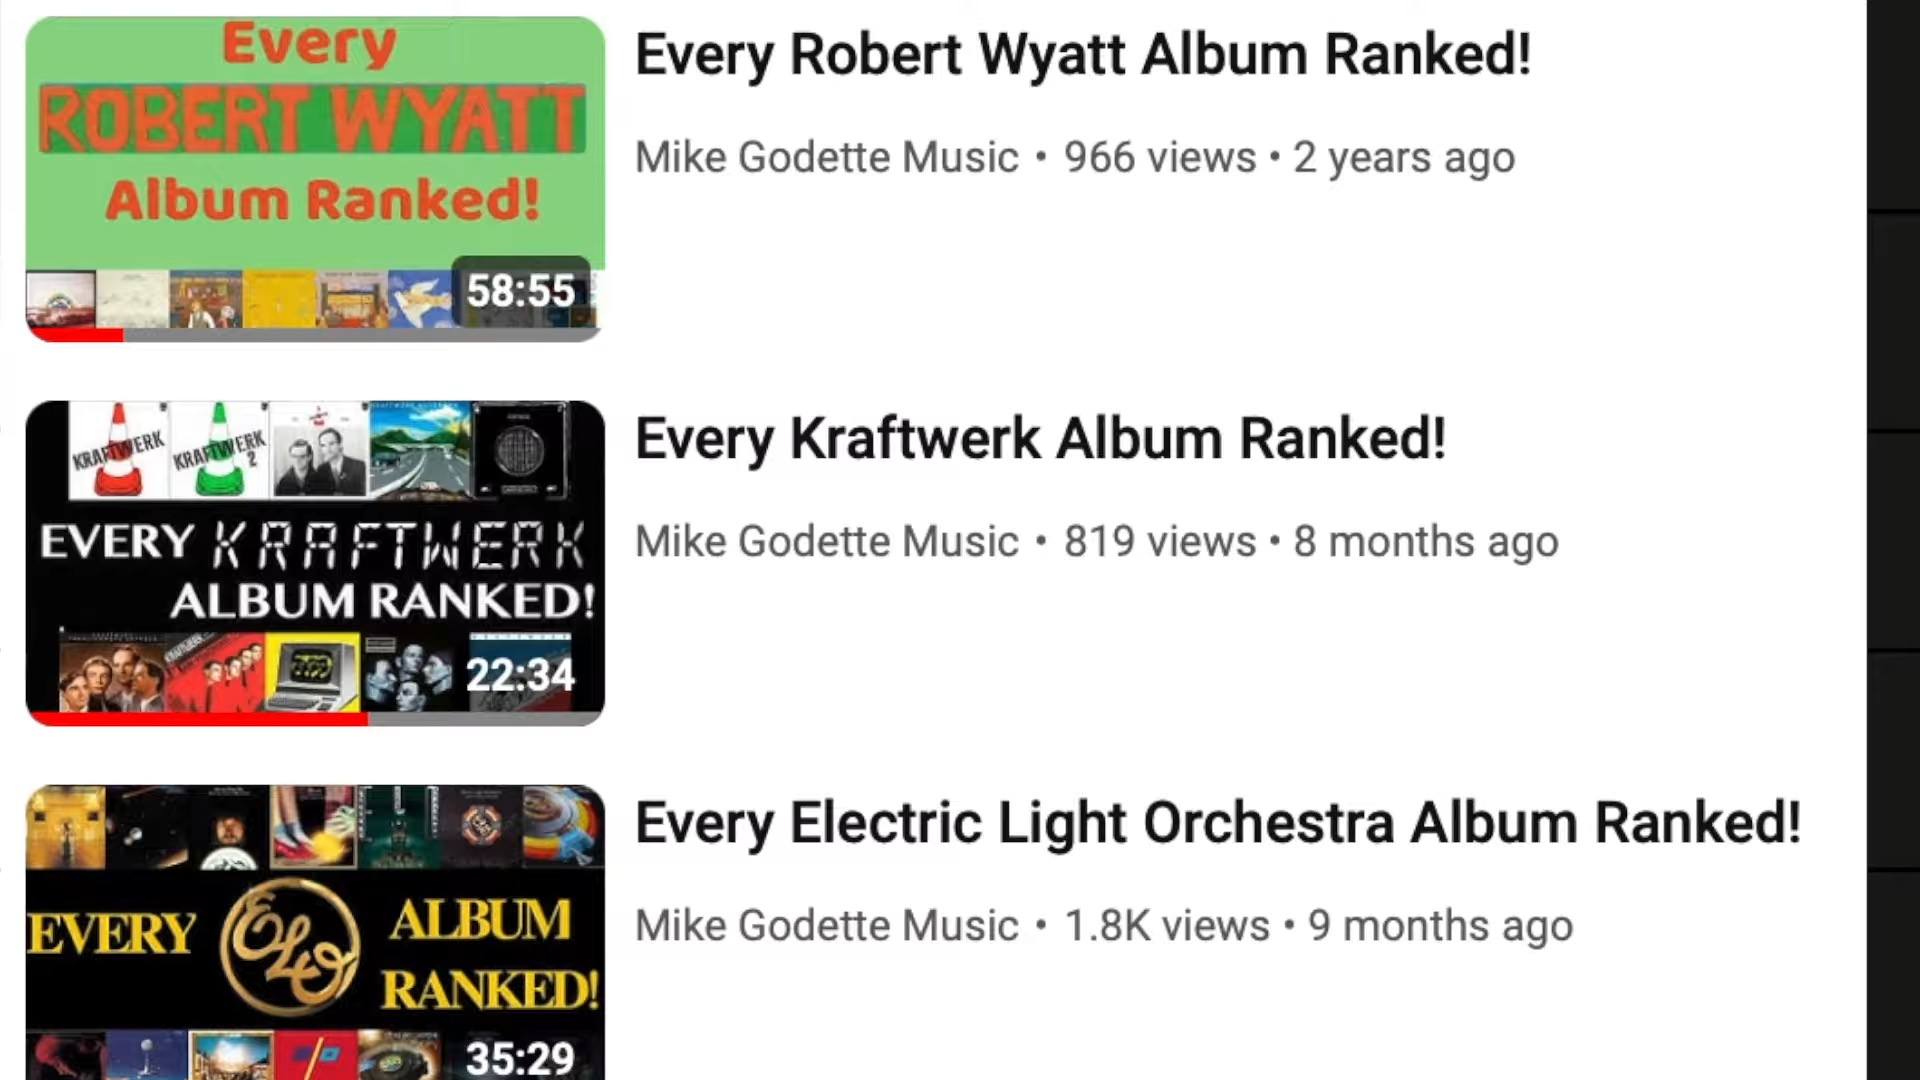 Every
ROBERT WYATT
Album Ranked!
58:55
Every Robert Wyatt Album Ranked!
Mike Godette Music • 966 views • 2 years ago
KRAFTWERK
KRAFTWERK
2
EVERY KRAFTWERK
ALBUM RANKED!
22:34
Every Kraftwerk Album Ranked!
Mike Godette Music • 819 views • 8 months ago
EVERY ELO ALBUM
RANKED!
35:29
Every Electric Light Orchestra Album Ranked!
Mike Godette Music • 1.8K views • 9 months ago